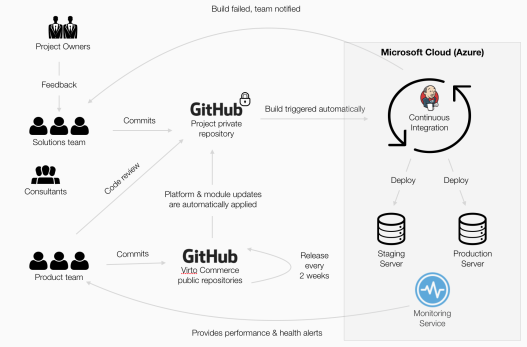 Build failed, team notified
Project Owners
Microsoft Cloud (Azure)
Feedback
GitHub
Project private
repository
Commits
Build triggered automatically
Continuous
Integration
Solutions team
Code review
Consultants
Platform & module updates
are automatically applied
Deploy
Deploy
Commits
GitHub
Virto Commerce
public repositories
Release
every
2 weeks
Staging
Server
Production
Server
Product team
Monitoring
Service
Provides performance & health alerts